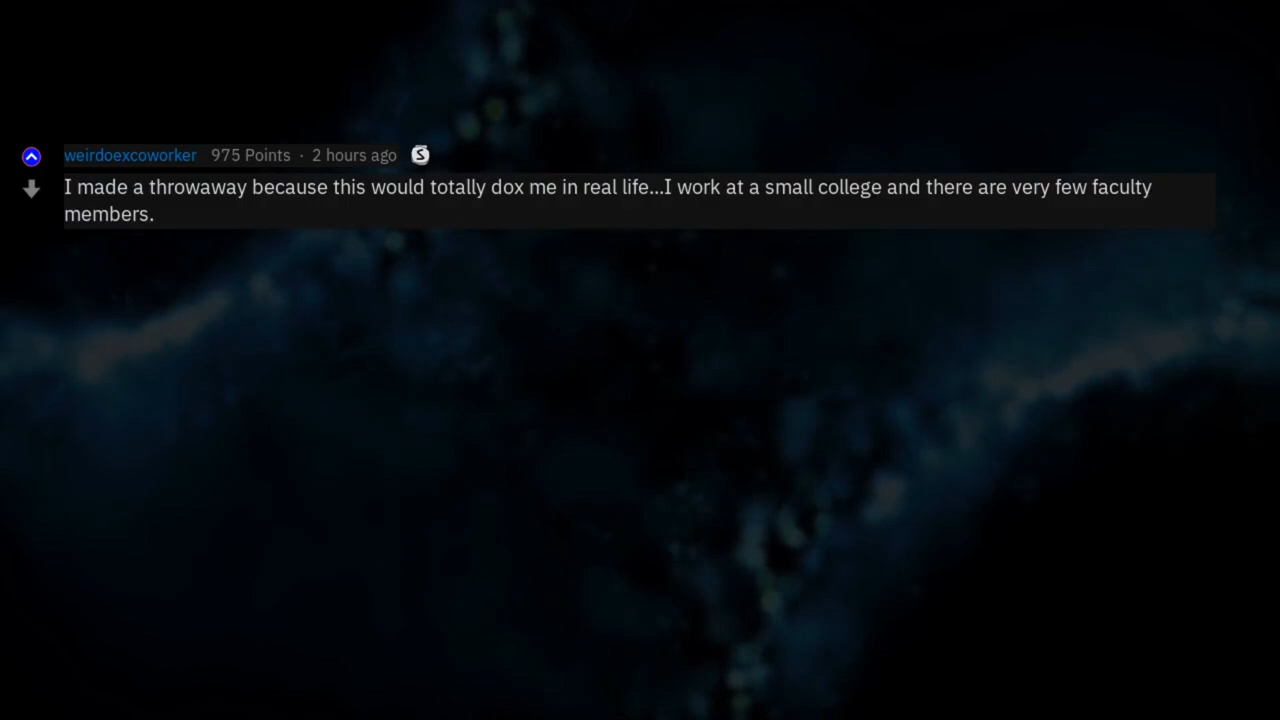 weirdoexcoworker 975 Points · 2 hours ago S
I made a throwaway because this would totally dox me in real life...I work at a small college and there are very few faculty
members.